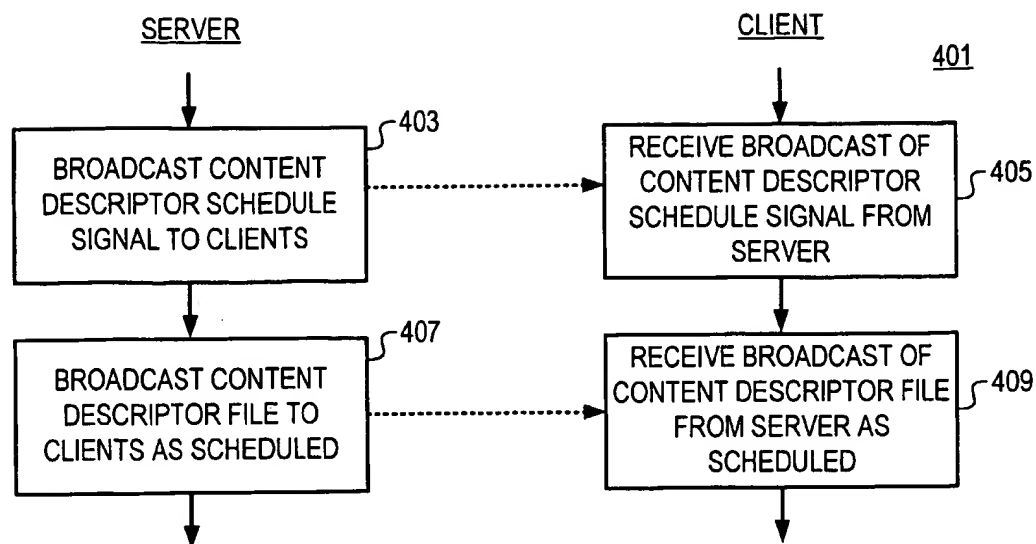 SERVER
CLIENT
401
403
BROADCAST CONTENT
DESCRIPTOR SCHEDULE
SIGNAL TO CLIENTS
RECEIVE BROADCAST OF
CONTENT DESCRIPTOR
SCHEDULE SIGNAL FROM
SERVER
405
407
BROADCAST CONTENT
DESCRIPTOR FILE TO
CLIENTS AS SCHEDULED
RECEIVE BROADCAST OF
CONTENT DESCRIPTOR FILE
FROM SERVER AS
SCHEDULED
409